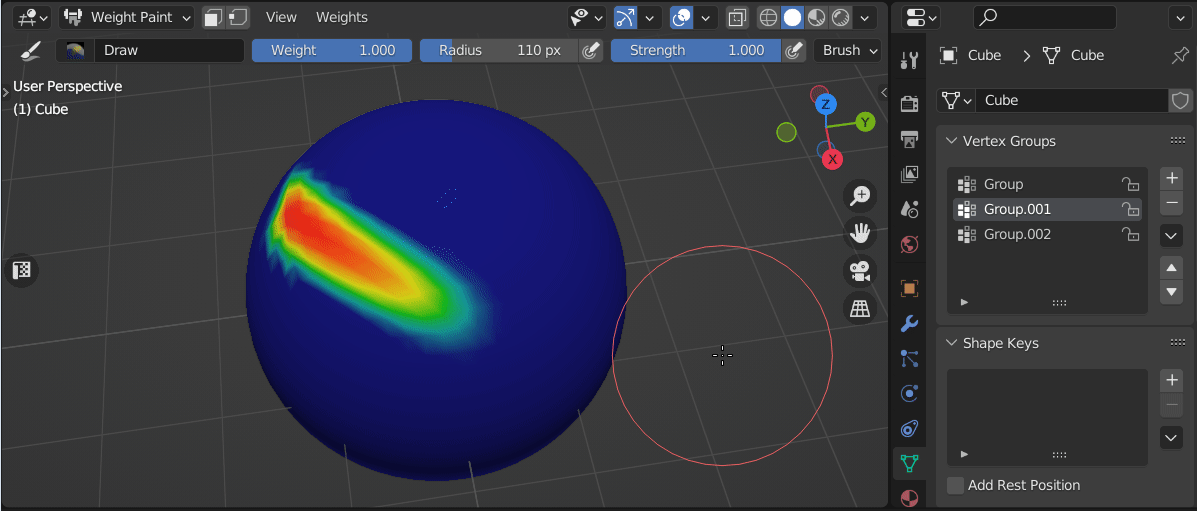 Weight Paint View Weights
Draw Weight 1.000 Radius 110 px Strength 1.000 Brush
User Perspective
(1) Cube
Z
Y
X
Cube Cube
Cube
Vertex Groups
Group
Group.001
Group.002
Shape Keys
Add Rest Position